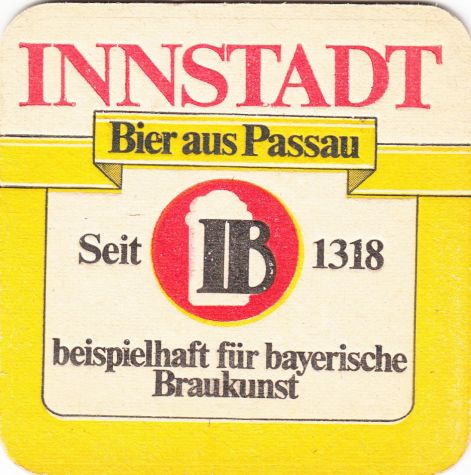 INNSTADT
Bier aus Passau
Seit IB 1318
beispielhaft für bayerische
Braukunst